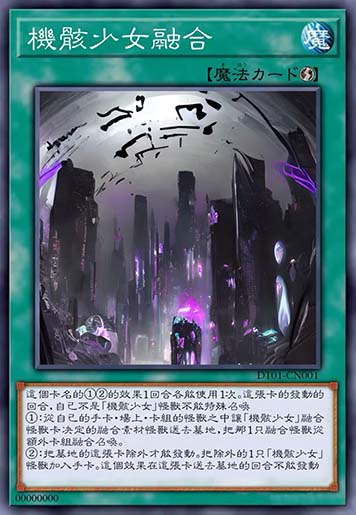 機骸少女融合
魔
【魔法カード】
DT01-CN001
這個卡名的①②的效果1回合各能使用1次。這張卡的發動的
回合，自己不是「機骸少女」怪獸不能特殊召喚
①：從自己的手卡·場上·卡組的怪獸之中讓「機骸少女」融合
怪獸卡決定的融合素材怪獸送去墓地，把那1只融合怪獸從
額外卡組融合召喚。
②：把墓地的這張卡除外才能發動。把除外的1只「機骸少女」
怪獸加入手卡。這個效果在這張卡送去墓地的回合不能發動
00000000